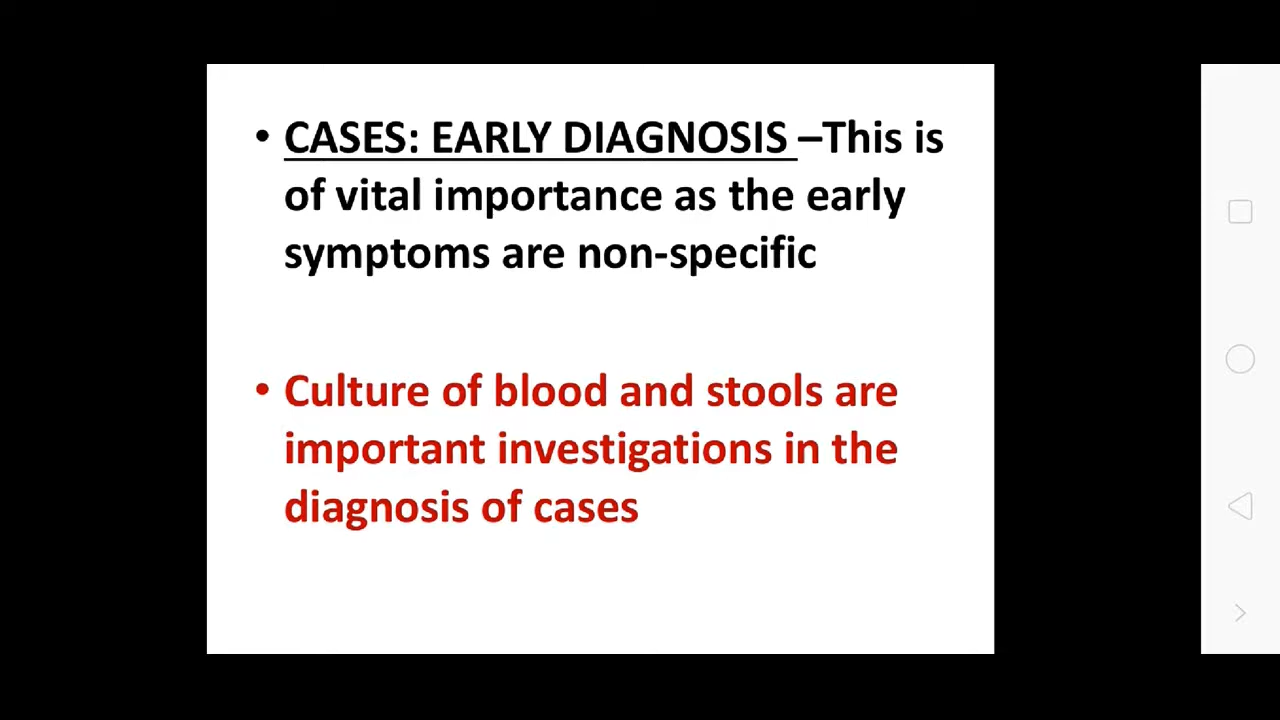 • CASES: EARLY DIAGNOSIS –This is
of vital importance as the early
symptoms are non-specific
• Culture of blood and stools are
important investigations in the
diagnosis of cases